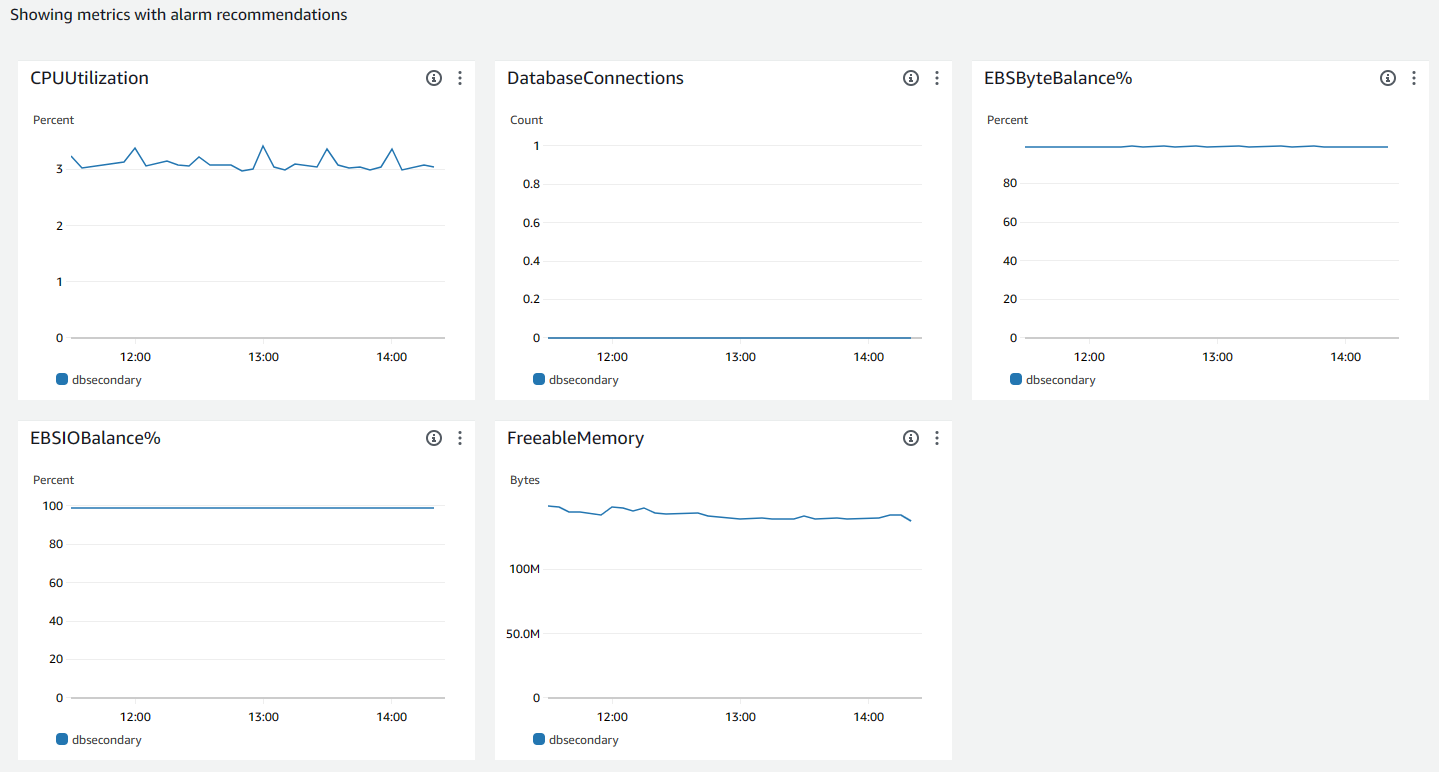 Showing metrics with alarm recommendations
CPUUtilization
Percent
3
2
1
0
12:00 13:00 14:00
dbsecondary
DatabaseConnections
Count
1
0.8
0.6
0.4
0.2
0
12:00 13:00 14:00
dbsecondary
EBSByteBalance%
Percent
80
60
40
20
0
12:00 13:00 14:00
dbsecondary
EBSIOBalance%
Percent
100
80
60
40
20
0
12:00 13:00 14:00
dbsecondary
FreeableMemory
Bytes
100M
50.0M
0
12:00 13:00 14:00
dbsecondary